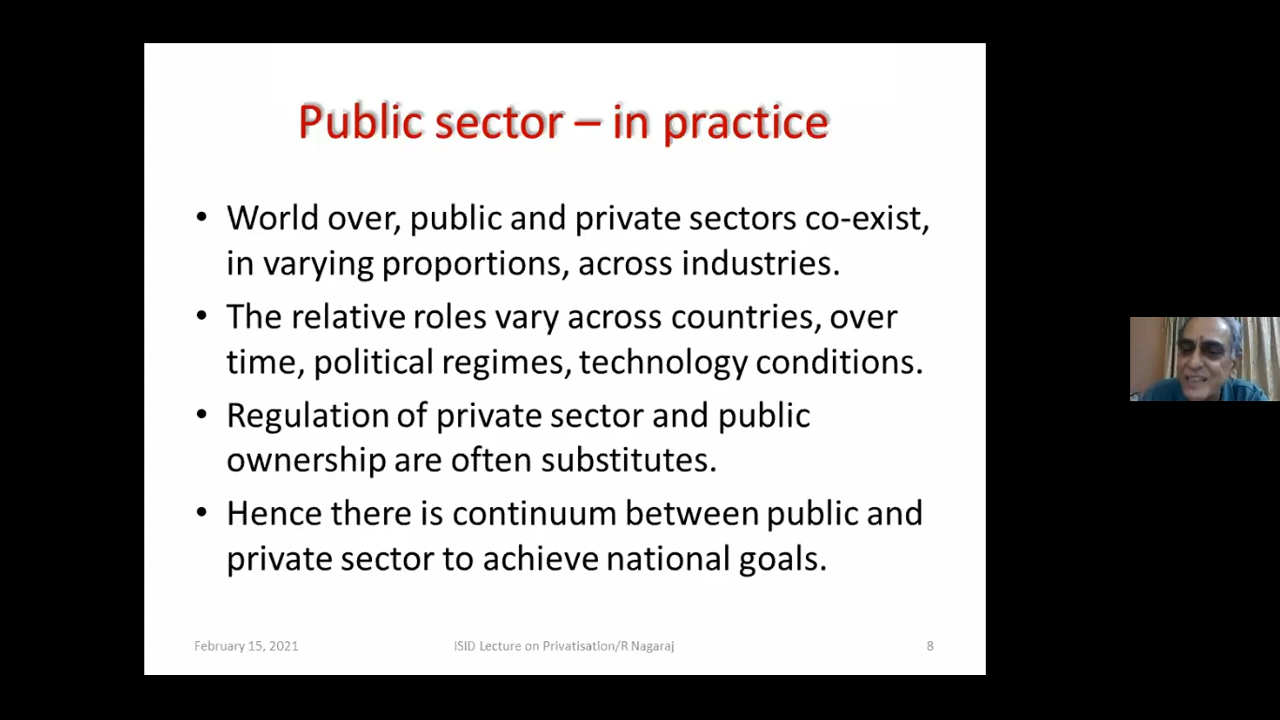 Public sector – in practice
• World over, public and private sectors co-exist,
in varying proportions, across industries.
• The relative roles vary across countries, over
time, political regimes, technology conditions.
• Regulation of private sector and public
ownership are often substitutes.
• Hence there is continuum between public and
private sector to achieve national goals.
February 15, 2021
ISID Lecture on Privatisation/R Nagaraj
8